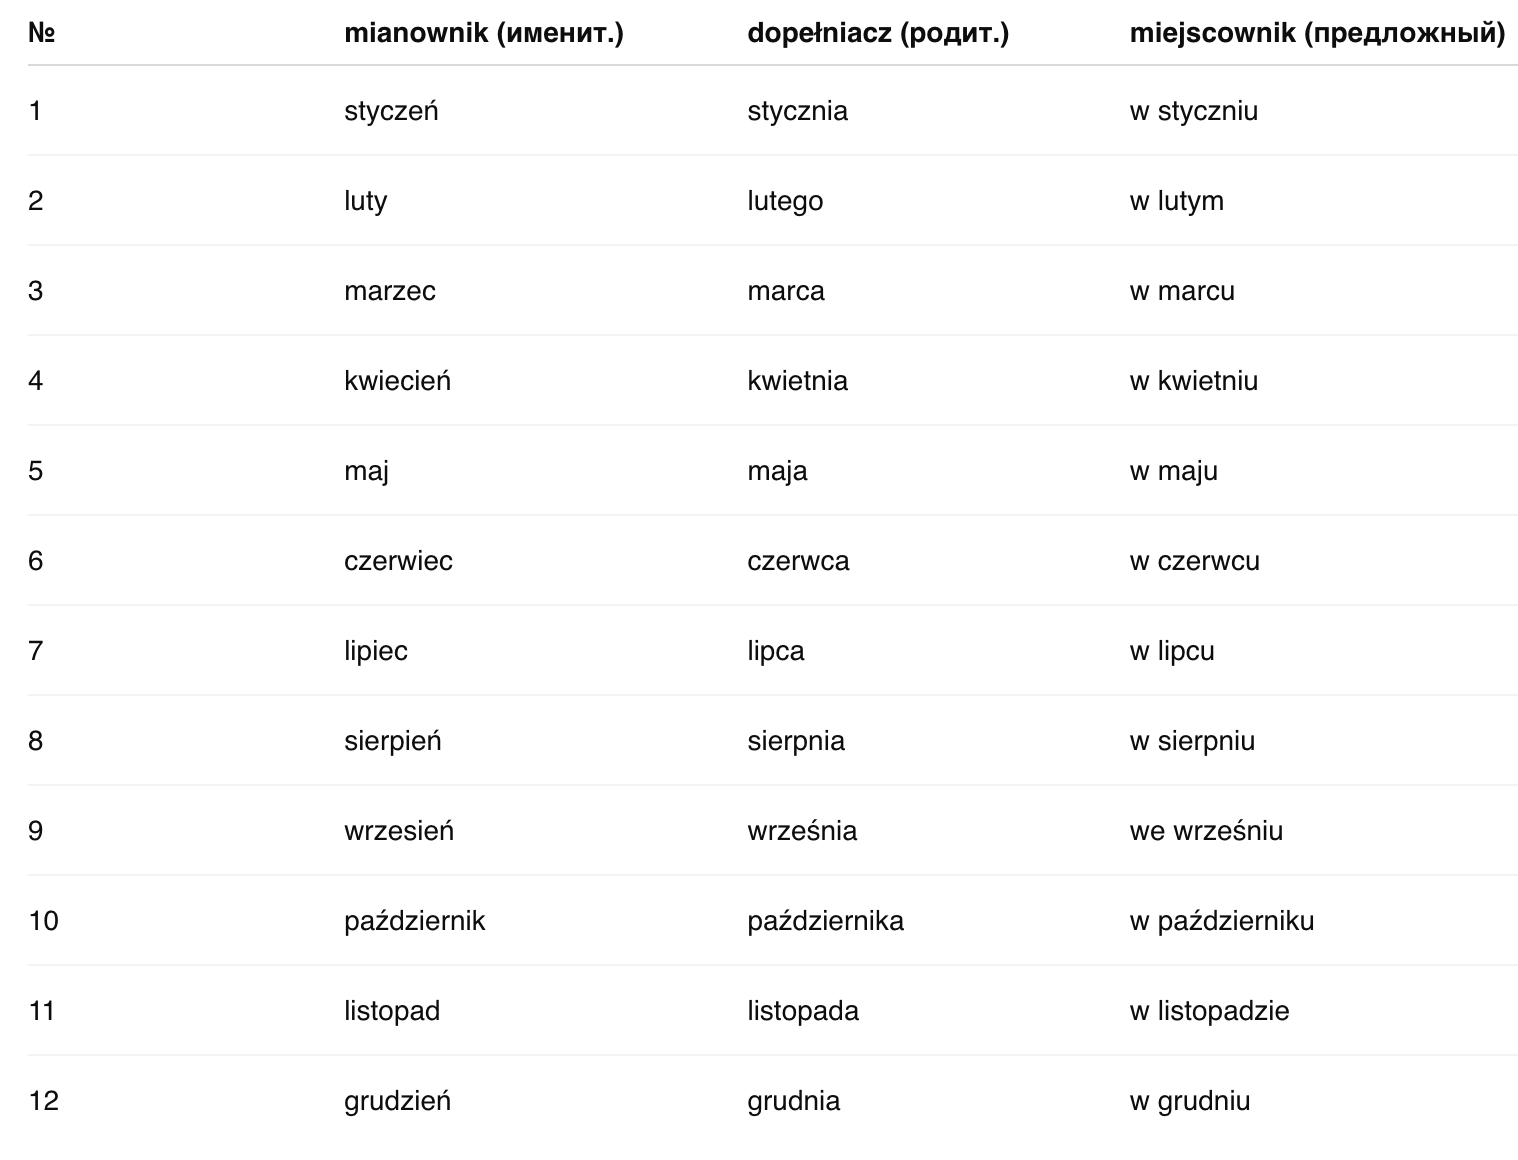 № mianownik (именит.) dopełniacz (родит.) miejscownik (предложный)
1 styczeń stycznia w styczniu
2 luty lutego w lutym
3 marzec marca w marcu
4 kwiecień kwietnia w kwietniu
5 maj maja w maju
6 czerwiec czerwca w czerwcu
7 lipiec lipca w lipcu
8 sierpień sierpnia w sierpniu
9 wrzesień września we wrześniu
10 październik października w październiku
11 listopad listopada w listopadzie
12 grudzień grudnia w grudniu